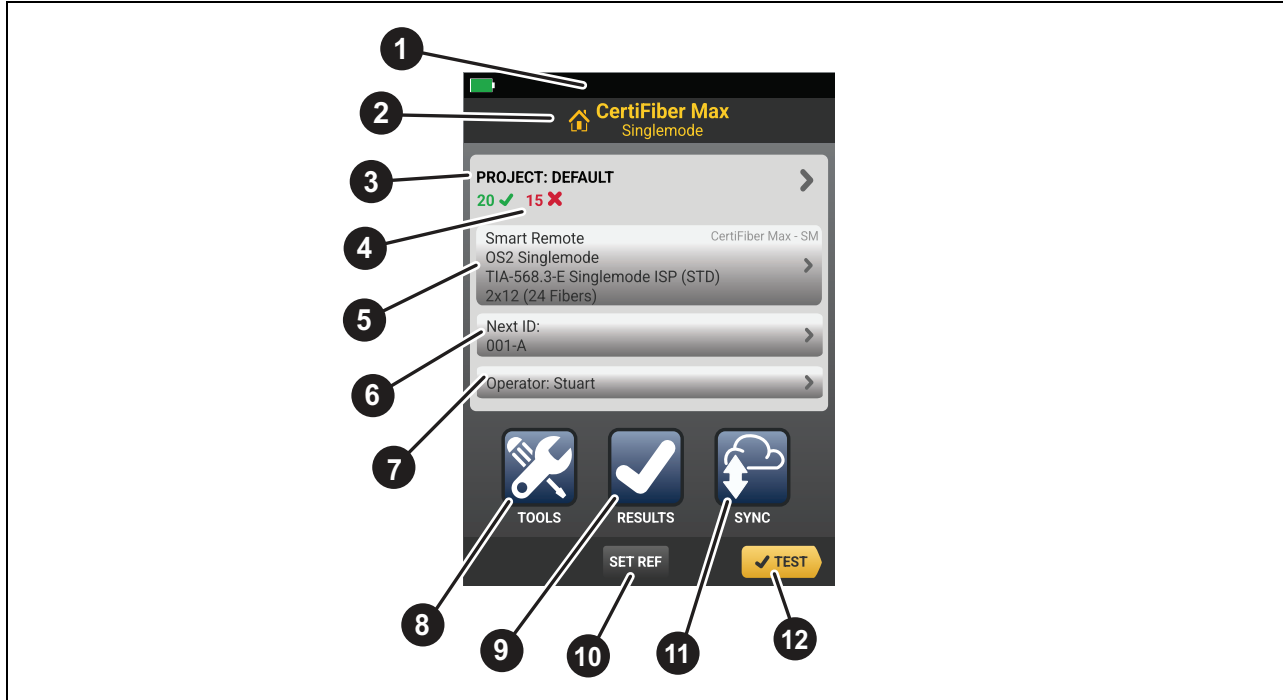 1
2
CertiFiber Max
Singlemode
3
PROJECT: DEFAULT
20 15
4
Smart Remote CertiFiber Max - SM
OS2 Singlemode
TIA-568.3-E Singlemode ISP (STD)
2x12 (24 Fibers)
5
Next ID:
001-A
6
Operator: Stuart
7
TOOLS RESULTS SYNC
SET REF TEST
8
9
10
11
12